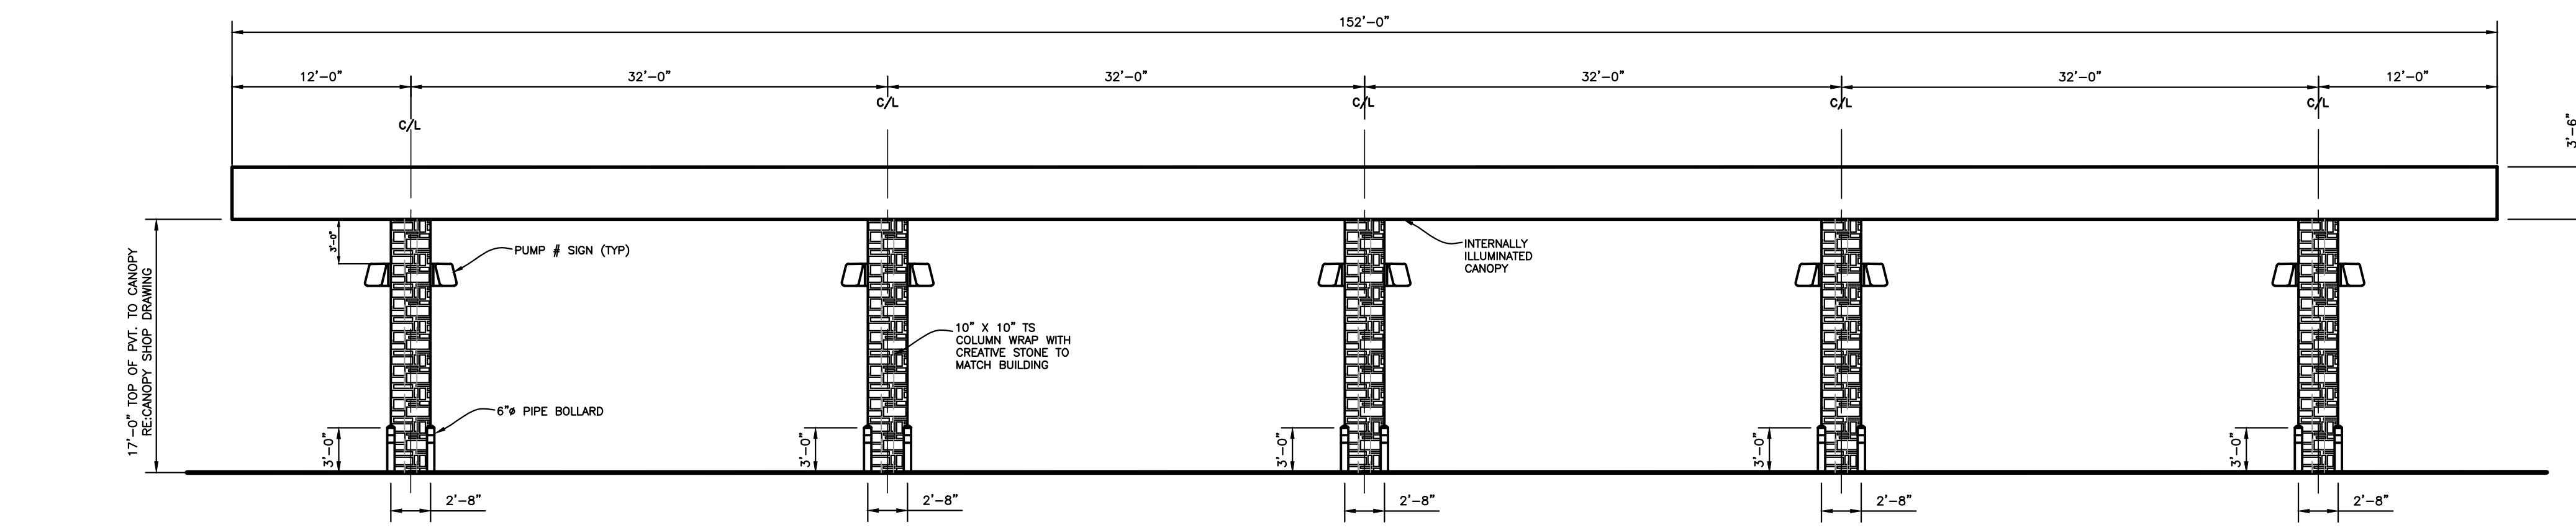 152'-0"
12'-0"
32'-0"
32'-0"
32'-0"
32'-0"
12'-0"
C/L
C/L
C/L
C/L
C/L
3'-6"
3'-0"
PUMP # SIGN (TYP)
INTERNALLY
ILLUMINATED
CANOPY
17'-0" TOP OF PVT. TO CANOPY
RE:CANOPY SHOP DRAWING
10" X 10" TS
COLUMN WRAP WITH
CREATIVE STONE TO
MATCH BUILDING
6"ø PIPE BOLLARD
3'-0"
3'-0"
3'-0"
3'-0"
3'-0"
2'-8"
2'-8"
2'-8"
2'-8"
2'-8"